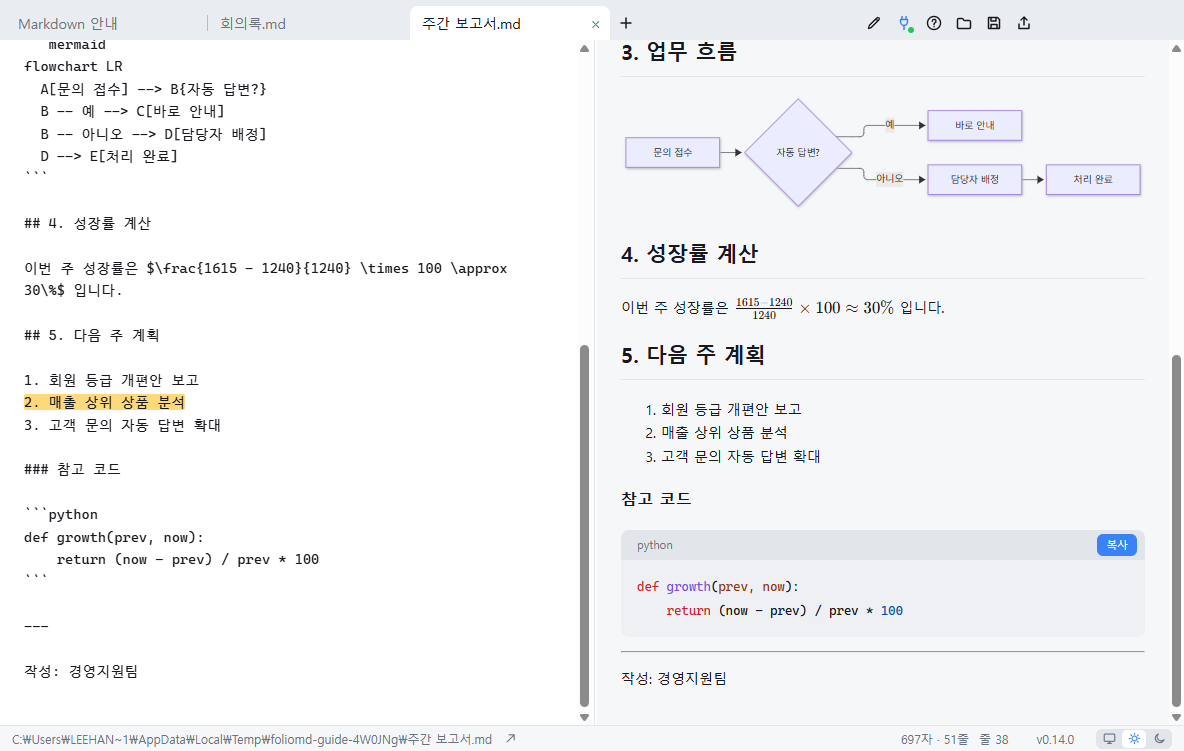 Markdown 안내
회의록.md
주간 보고서.md
mermaid
flowchart LR
A[문의 접수] --> B{자동 답변?}
B -- 예 --> C[바로 안내]
B -- 아니오 --> D[담당자 배정]
D --> E[처리 완료]
```
## 4. 성장률 계산
이번 주 성장률은 $\frac{1615 - 1240}{1240} \times 100 \approx
30\%$ 입니다.
## 5. 다음 주 계획
1. 회원 등급 개편안 보고
2. 매출 상위 상품 분석
3. 고객 문의 자동 답변 확대
### 참고 코드
```python
def growth(prev, now):
    return (now - prev) / prev * 100
```
---
작성: 경영지원팀
3. 업무 흐름
문의 접수
자동 답변?
예
바로 안내
아니오
담당자 배정
처리 완료
4. 성장률 계산
이번 주 성장률은 \frac{1615-1240}{1240} × 100 ≈ 30% 입니다.
5. 다음 주 계획
1. 회원 등급 개편안 보고
2. 매출 상위 상품 분석
3. 고객 문의 자동 답변 확대
참고 코드
python
복사
def growth(prev, now):
    return (now - prev) / prev * 100
작성: 경영지원팀
C:₩Users₩LEEHAN~1₩AppData₩Local₩Temp₩foliomd-guide-4W0JNg₩주간 보고서.md
697자 · 51줄 줄 38
v0.14.0